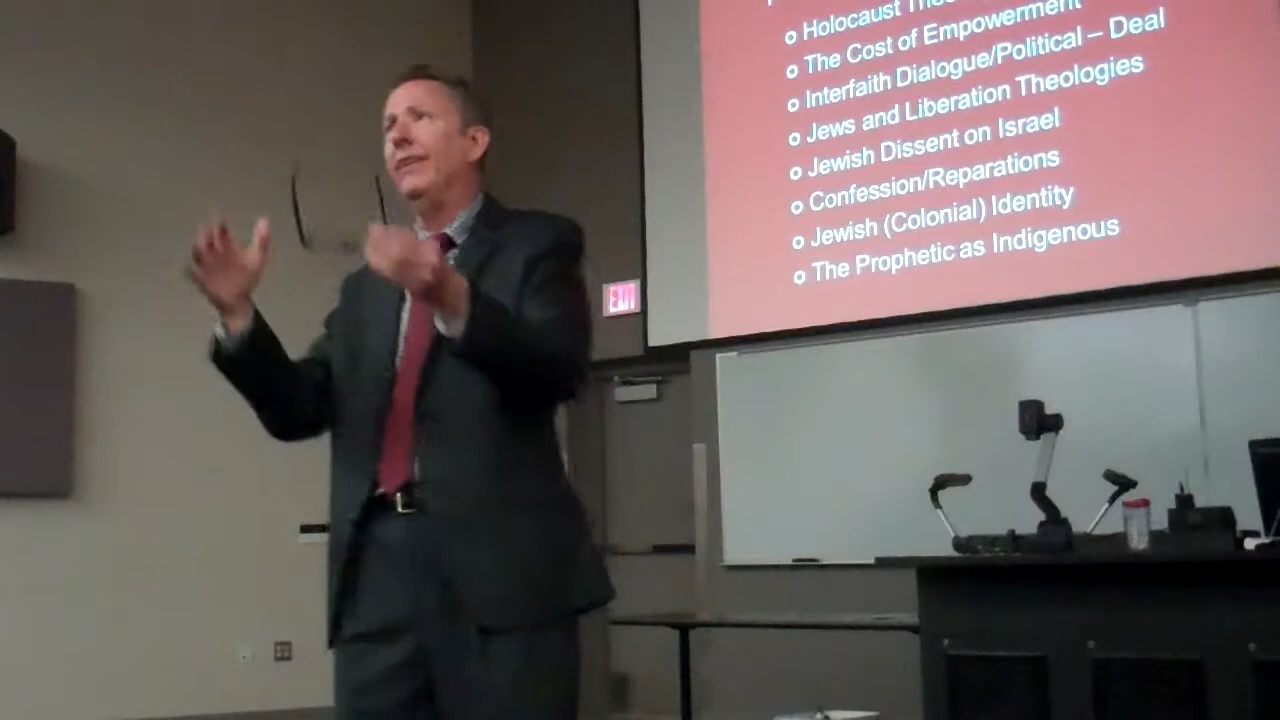 o Holocaust
o The Cost of Empowerment
o Interfaith Dialogue/Political – Deal
o Jews and Liberation Theologies
o Jewish Dissent on Israel
o Confession/Reparations
o Jewish (Colonial) Identity
o The Prophetic as Indigenous
EXIT